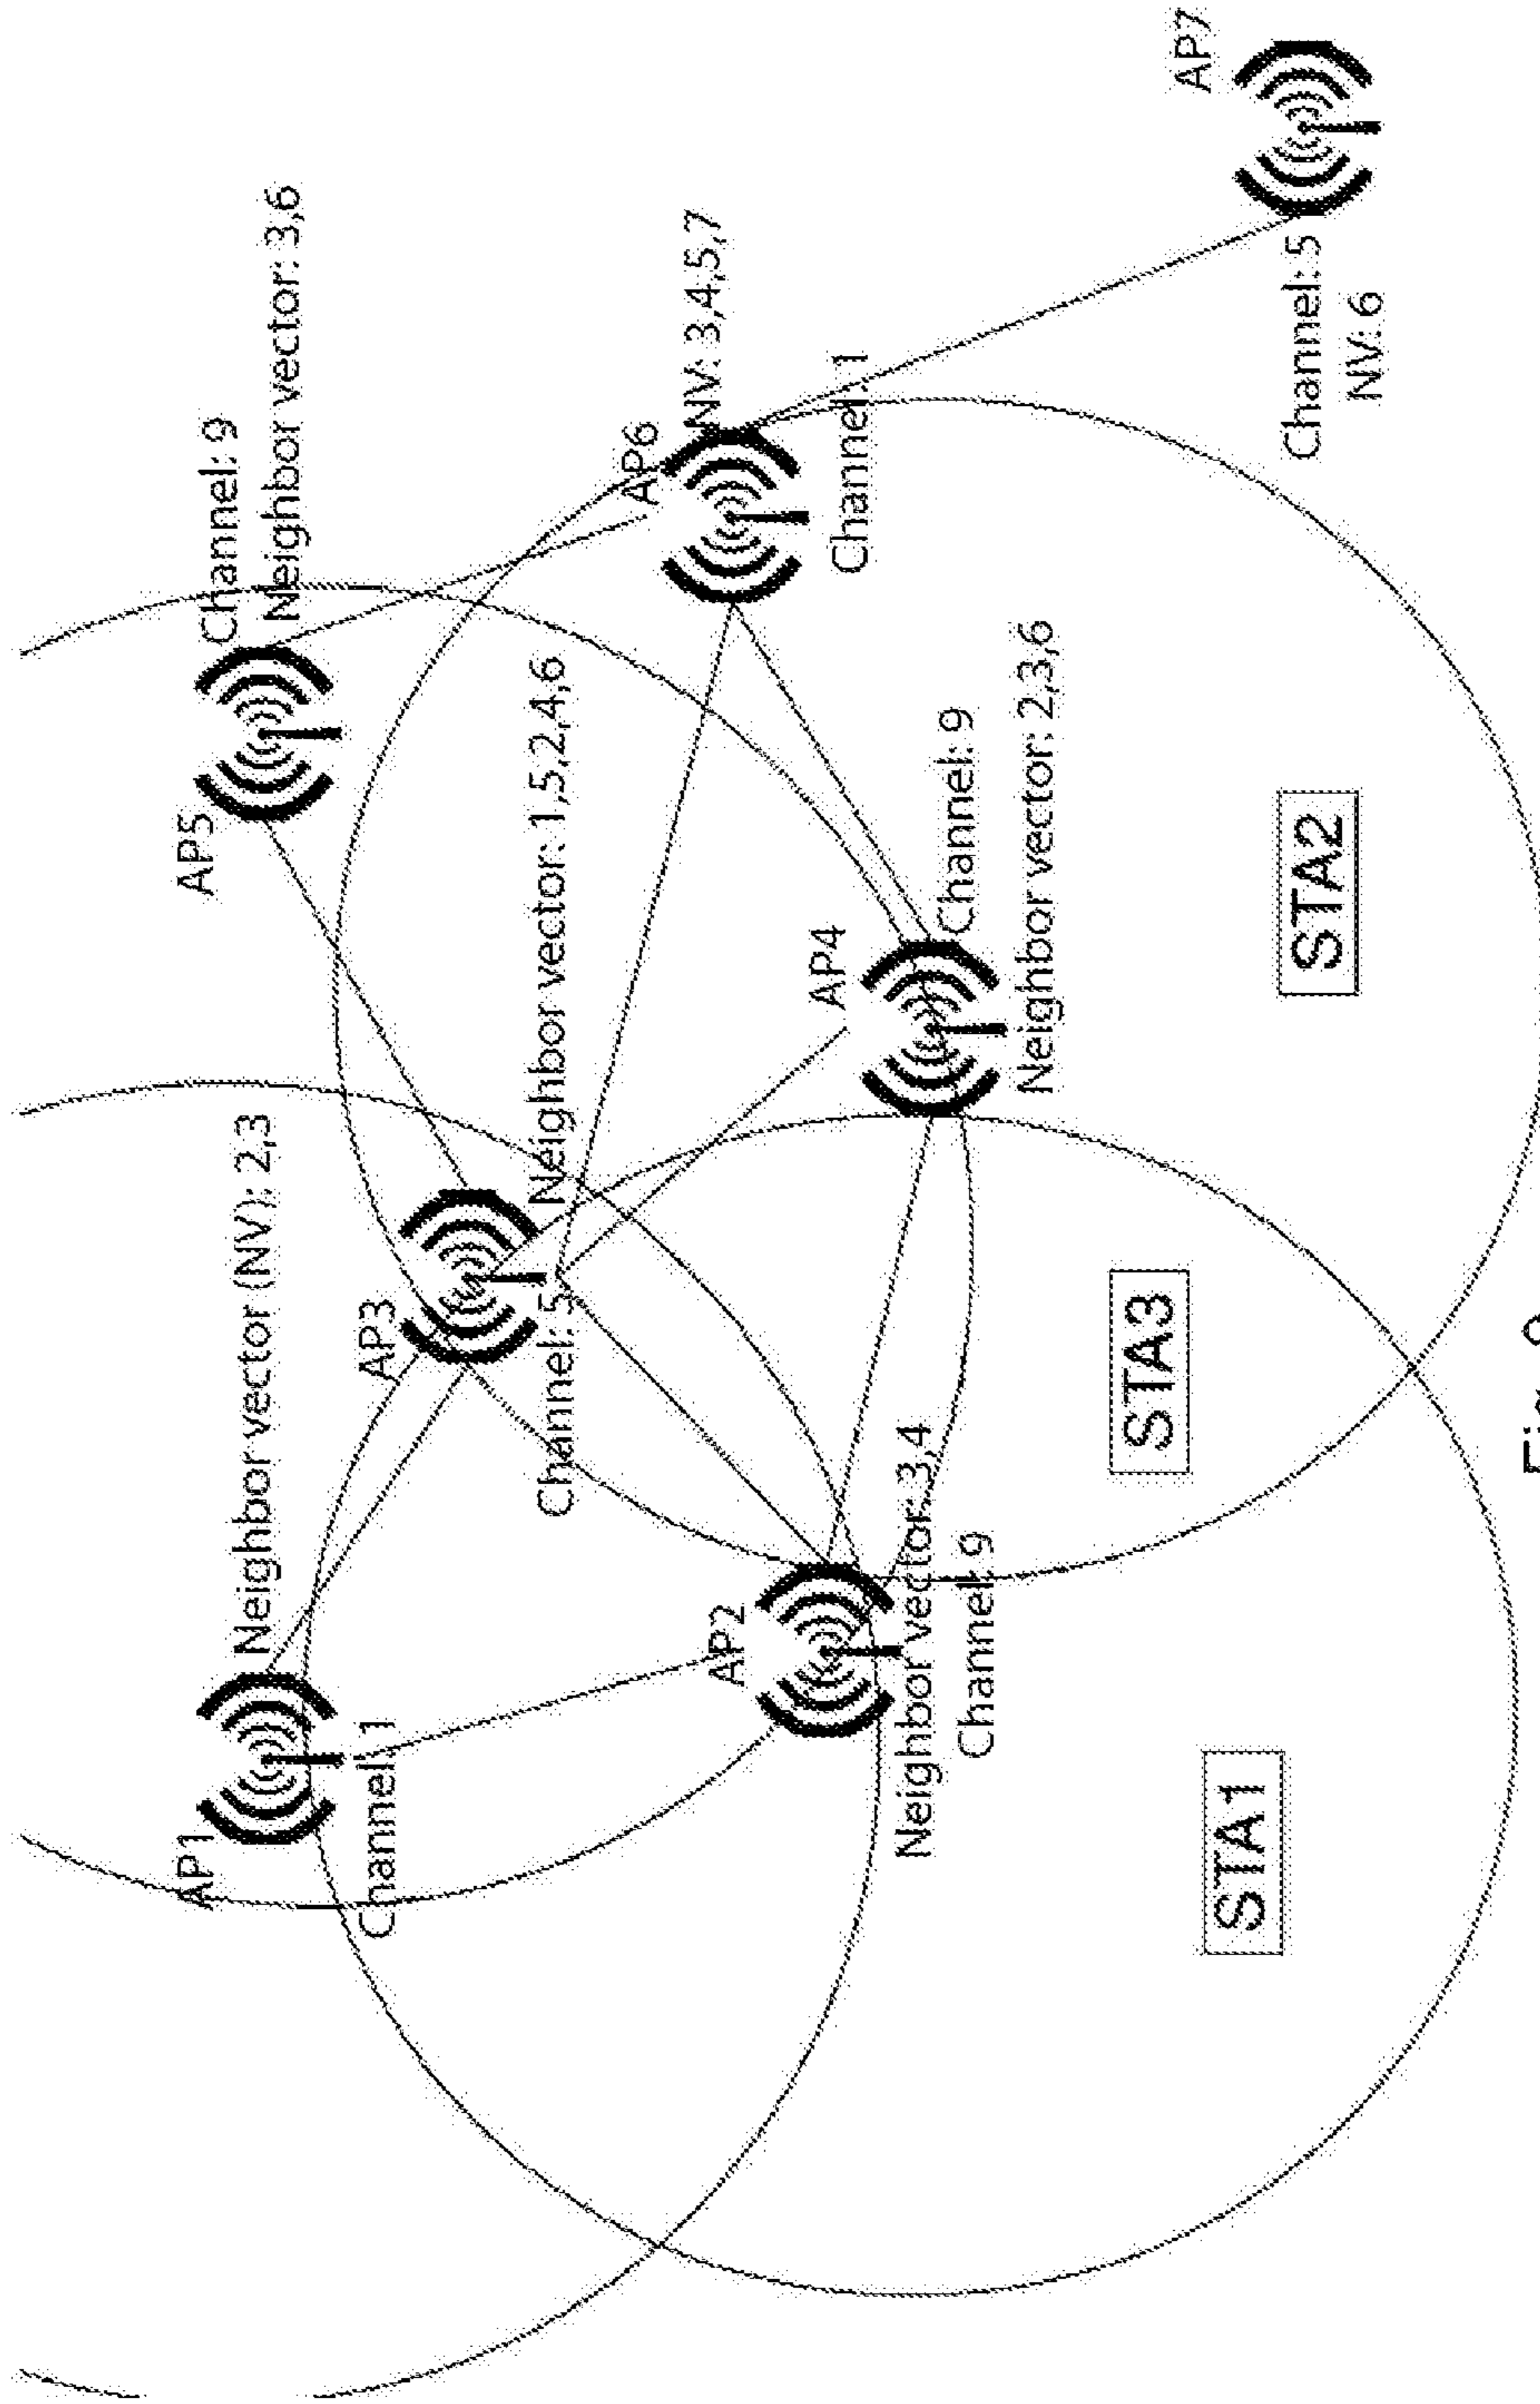 AP1
Neighbor vector (NV): 2,3
Channel: 1
AP3
Neighbor vector: 1,5,2,4,6
Channel: 5
AP5
Channel: 9
Neighbor vector: 3,6
AP6
NV: 3,4,5,7
Channel: 1
AP7
Channel: 5
NV: 6
AP2
Neighbor vector: 3,4
Channel: 9
AP4
Channel: 9
Neighbor vector: 2,3,6
STA1
STA3
STA2